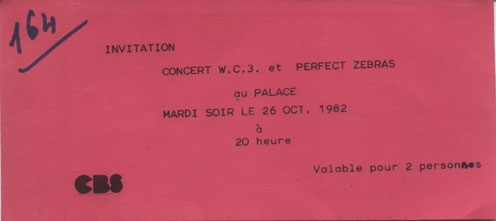 164
INVITATION
CONCERT W.C.3. et PERFECT ZEBRAS
au PALACE
MARDI SOIR LE 26 OCT. 1982
à
20 heure
Valable pour 2 personnes
CBS